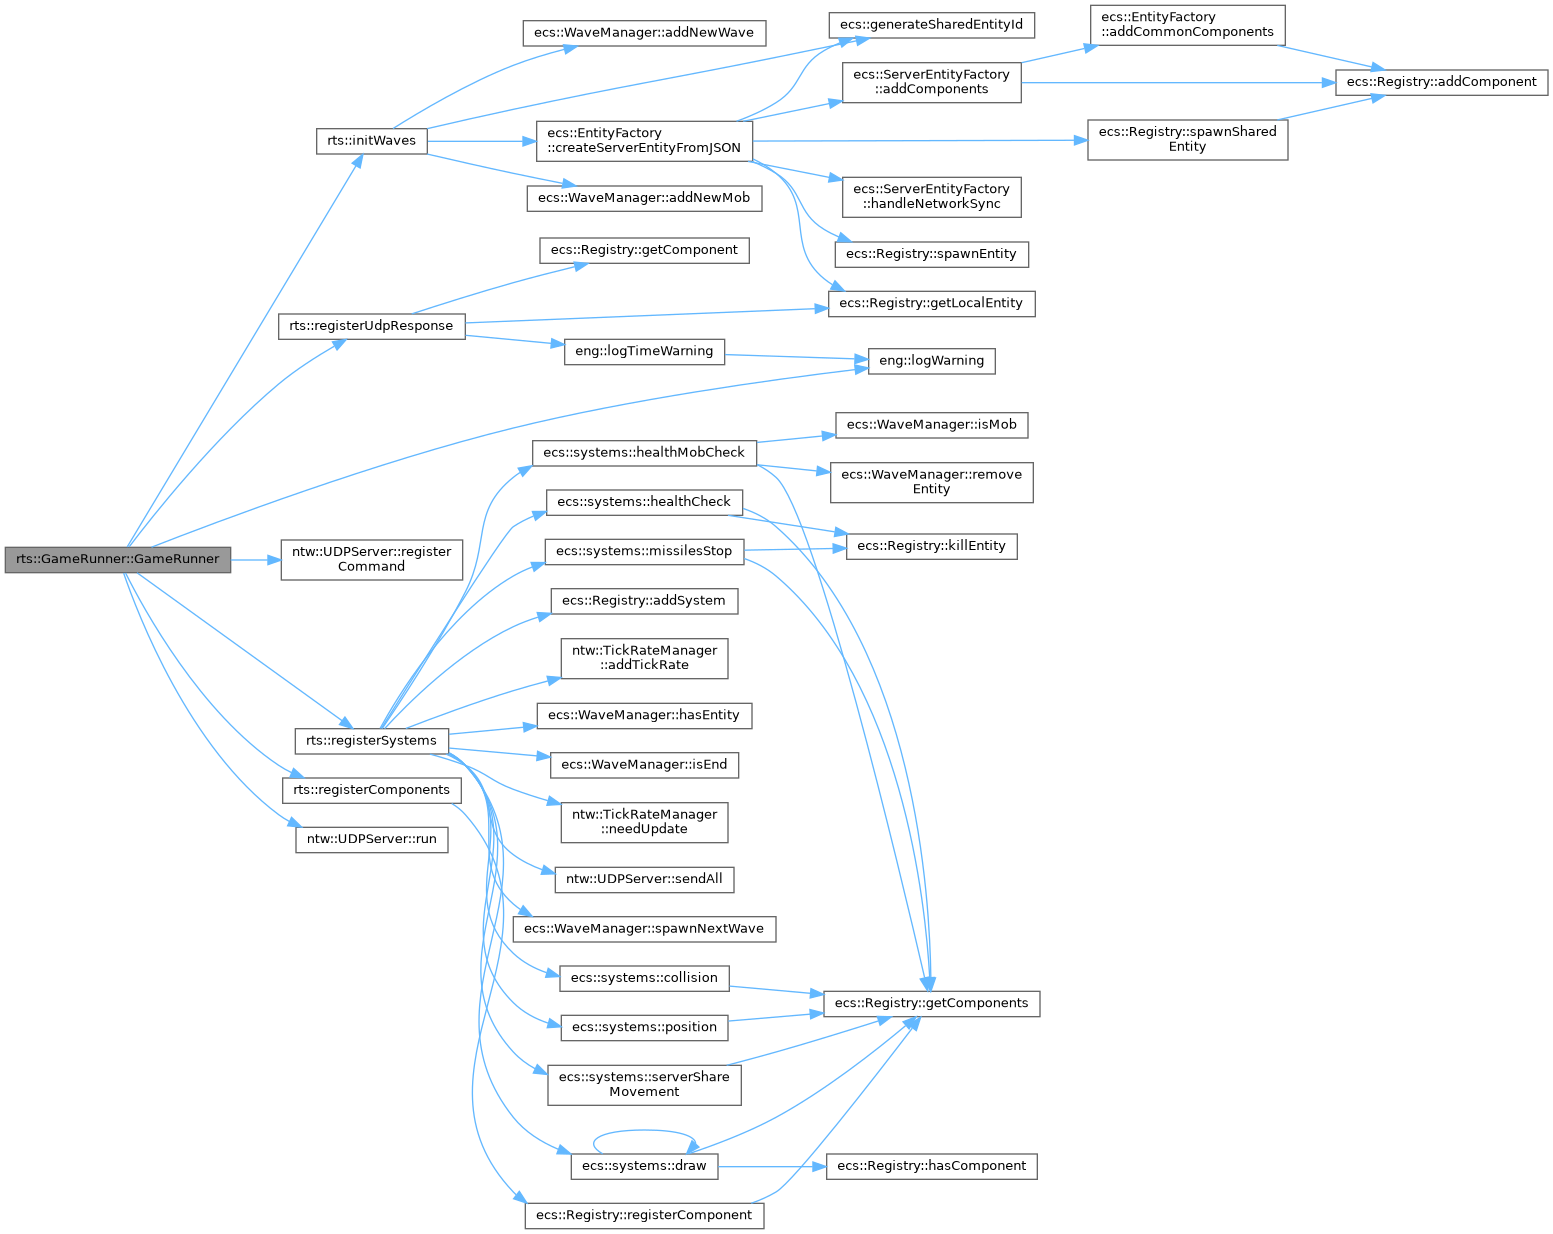 ecs::WaveManager::addNewWave
ecs::generateSharedEntityId
ecs::EntityFactory
::addCommonComponents
ecs::ServerEntityFactory
::addComponents
ecs::Registry::addComponent
rts::initWaves
ecs::EntityFactory
::createServerEntityFromJSON
ecs::Registry::spawnShared
Entity
ecs::WaveManager::addNewMob
ecs::ServerEntityFactory
::handleNetworkSync
ecs::Registry::getComponent
ecs::Registry::spawnEntity
rts::registerUdpResponse
ecs::Registry::getLocalEntity
eng::logTimeWarning
eng::logWarning
ecs::systems::healthMobCheck
ecs::WaveManager::isMob
ecs::WaveManager::remove
Entity
ecs::systems::healthCheck
rts::GameRunner::GameRunner
ntw::UDPServer::register
Command
ecs::systems::missilesStop
ecs::Registry::killEntity
ecs::Registry::addSystem
ntw::TickRateManager
::addTickRate
ecs::WaveManager::hasEntity
rts::registerSystems
ecs::WaveManager::isEnd
rts::registerComponents
ntw::TickRateManager
::needUpdate
ntw::UDPServer::run
ntw::UDPServer::sendAll
ecs::WaveManager::spawnNextWave
ecs::systems::collision
ecs::Registry::getComponents
ecs::systems::position
ecs::systems::serverShare
Movement
ecs::systems::draw
ecs::Registry::hasComponent
ecs::Registry::registerComponent